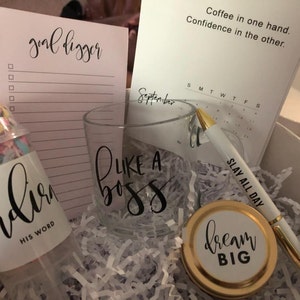 goal digger
Coffee in one hand.
Confidence in the other.
September
S M T W T F S
LIKE A
boss
SLAY ALL DAY
HIS WORD
dream
BIG